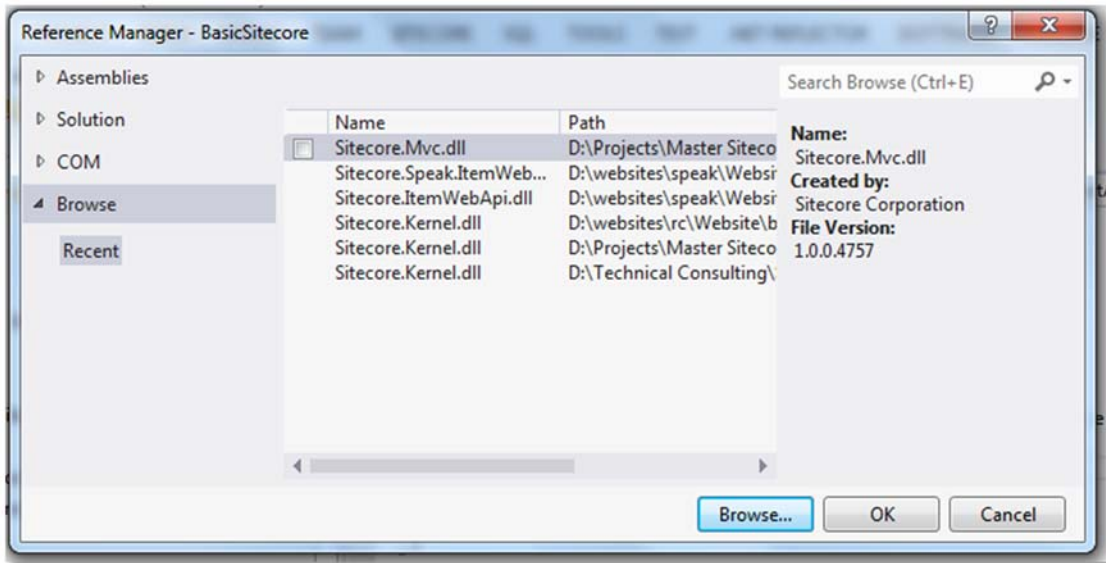 Reference Manager - BasicSitecore
Assemblies
Solution
COM
Browse
Recent
Search Browse (Ctrl+E)
Name Path
Sitecore.Mvc.dll D:\Projects\Master Siteco
Sitecore.Speak.ItemWeb... D:\websites\speak\Websit
Sitecore.ItemWebApi.dll D:\websites\speak\Websit
Sitecore.Kernel.dll D:\websites\rc\Website\b
Sitecore.Kernel.dll D:\Projects\Master Siteco
Sitecore.Kernel.dll D:\Technical Consulting\
Name:
Sitecore.Mvc.dll
Created by:
Sitecore Corporation
File Version:
1.0.0.4757
Browse... OK Cancel